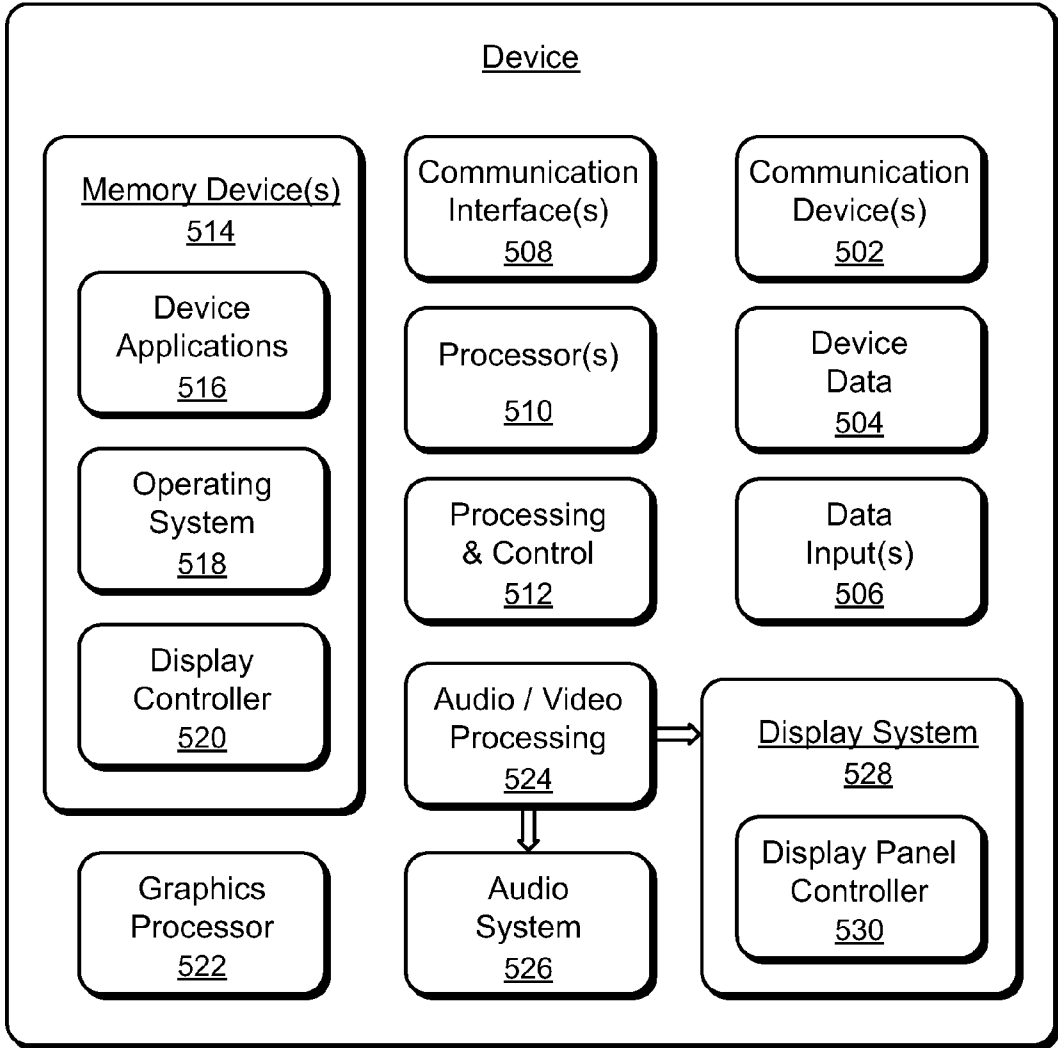 Device
Memory Device(s)
514
Device
Applications
516
Operating
System
518
Display
Controller
520
Graphics
Processor
522
Communication
Interface(s)
508
Processor(s)
510
Processing
& Control
512
Audio / Video
Processing
524
Audio
System
526
Communication
Device(s)
502
Device
Data
504
Data
Input(s)
506
Display System
528
Display Panel
Controller
530